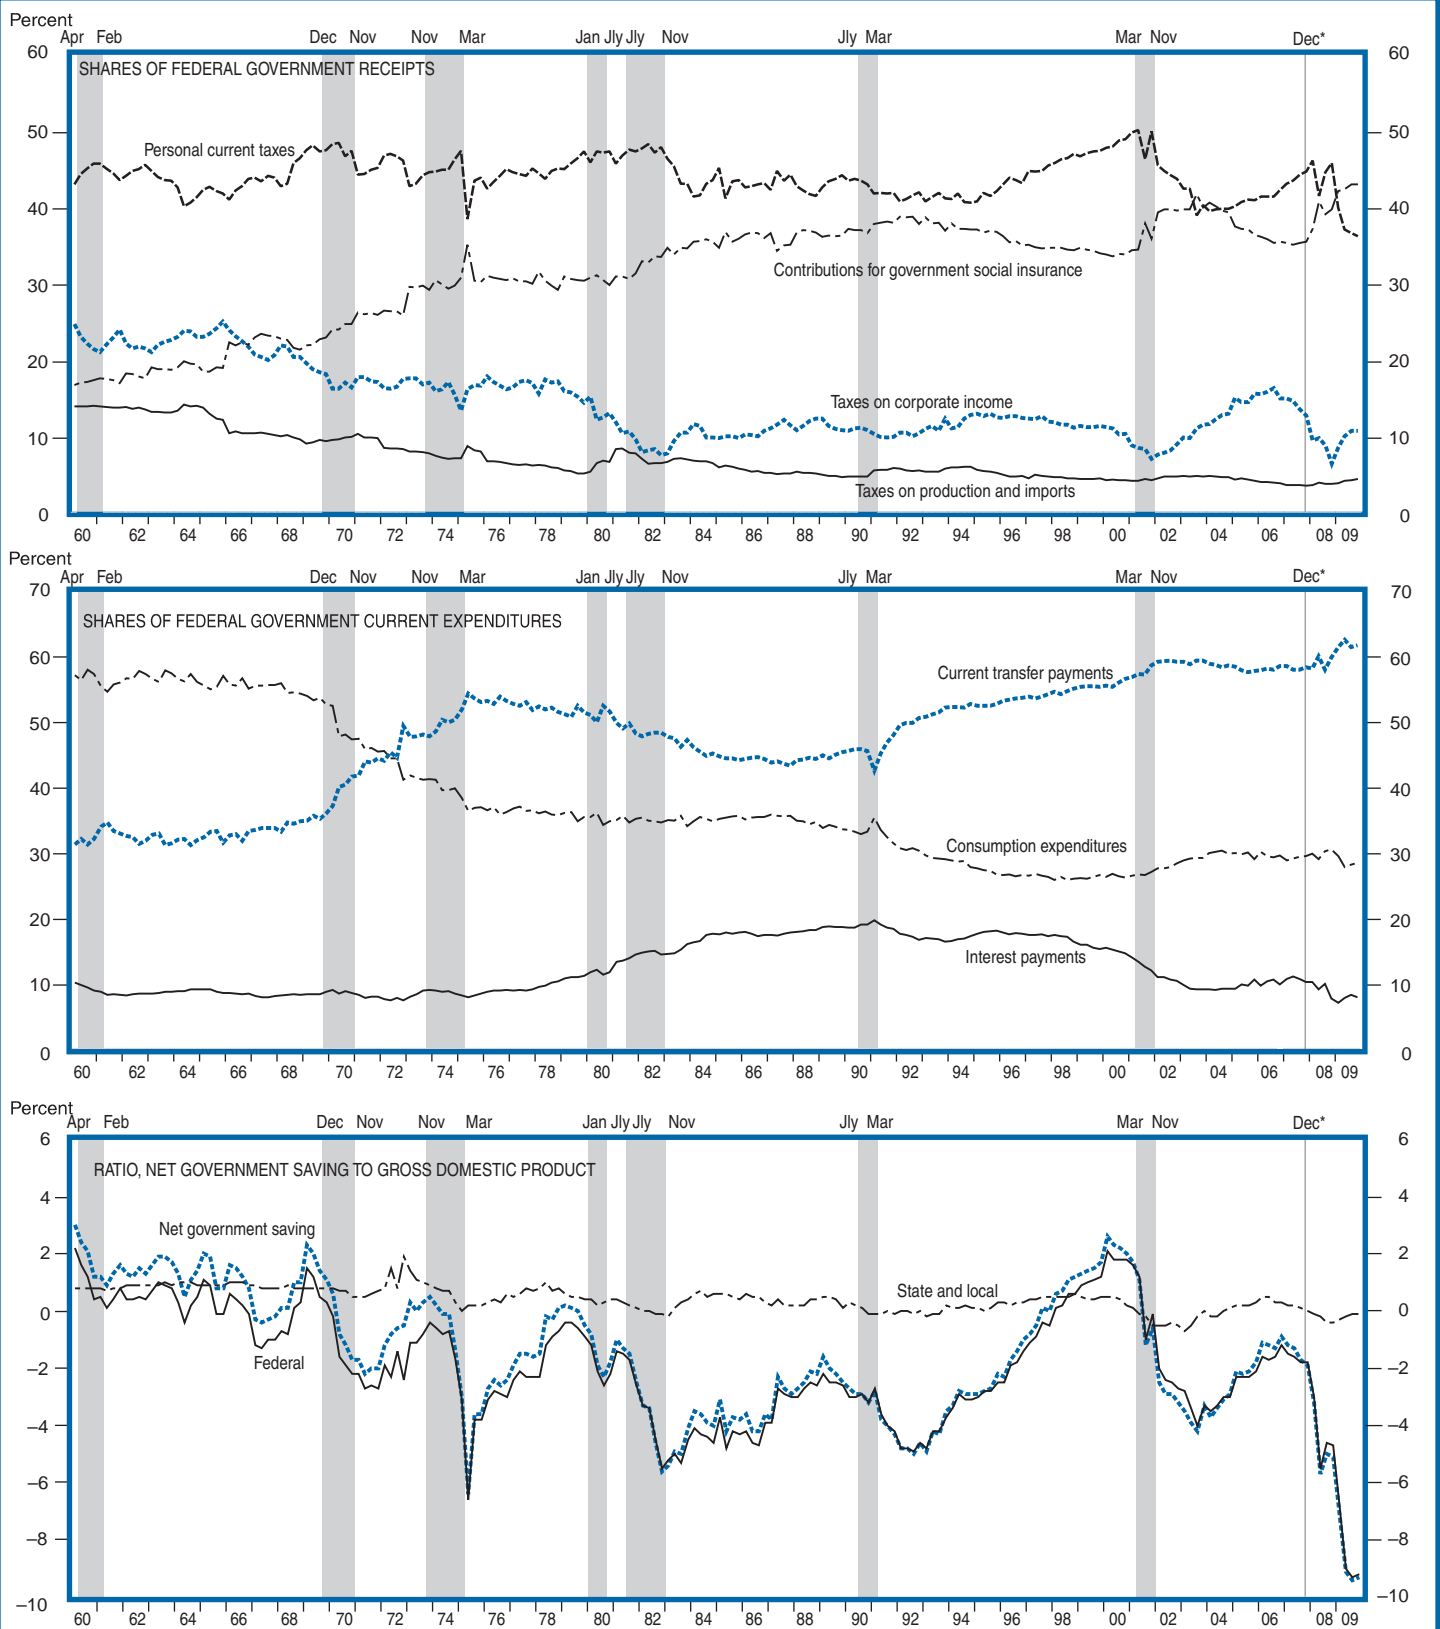 Percent
Apr Feb Dec Nov Nov Mar Jan Jly Jly Nov Jly Mar Mar Nov Dec*
60 60
SHARES OF FEDERAL GOVERNMENT RECEIPTS
50 50
Personal current taxes
40 40
Contributions for government social insurance
30 30
20 20
Taxes on corporate income
10 10
Taxes on production and imports
0 0
60 62 64 66 68 70 72 74 76 78 80 82 84 86 88 90 92 94 96 98 00 02 04 06 08 09
Percent
Apr Feb Dec Nov Nov Mar Jan Jly Jly Nov Jly Mar Mar Nov Dec*
70 70
SHARES OF FEDERAL GOVERNMENT CURRENT EXPENDITURES
60 60
Current transfer payments
50 50
40 40
Consumption expenditures
30 30
20 20
Interest payments
10 10
0 0
60 62 64 66 68 70 72 74 76 78 80 82 84 86 88 90 92 94 96 98 00 02 04 06 08 09
Percent
Apr Feb Dec Nov Nov Mar Jan Jly Jly Nov Jly Mar Mar Nov Dec*
6 6
RATIO, NET GOVERNMENT SAVING TO GROSS DOMESTIC PRODUCT
4 4
Net government saving
2 2
State and local
0 0
Federal
–2 –2
–4 –4
–6 –6
–8 –8
–10 –10
60 62 64 66 68 70 72 74 76 78 80 82 84 86 88 90 92 94 96 98 00 02 04 06 08 09